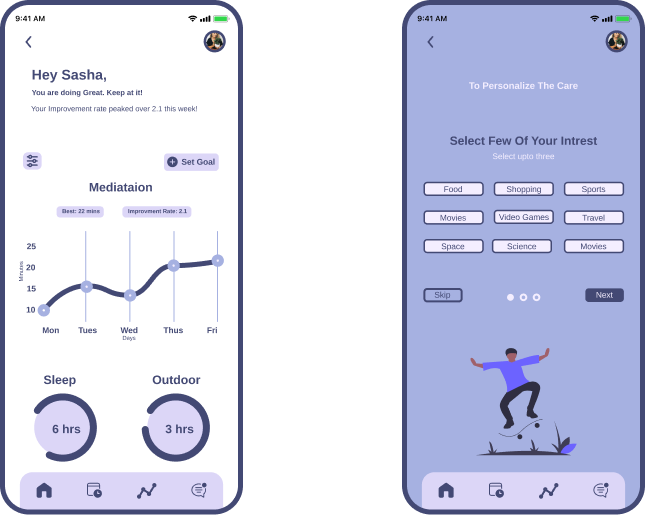 9:41 AM
Hey Sasha,
You are doing Great. Keep at it!
Your Improvement rate peaked over 2.1 this week!
Set Goal
Mediataion
Best: 22 mins
Improvment Rate: 2.1
25
20
15
10
Minutes
Mon Tues Wed Thus Fri
Days
Sleep
Outdoor
6 hrs
3 hrs
9:41 AM
To Personalize The Care
Select Few Of Your Intrest
Select upto three
Food Shopping Sports
Movies Video Games Travel
Space Science Movies
Skip
Next